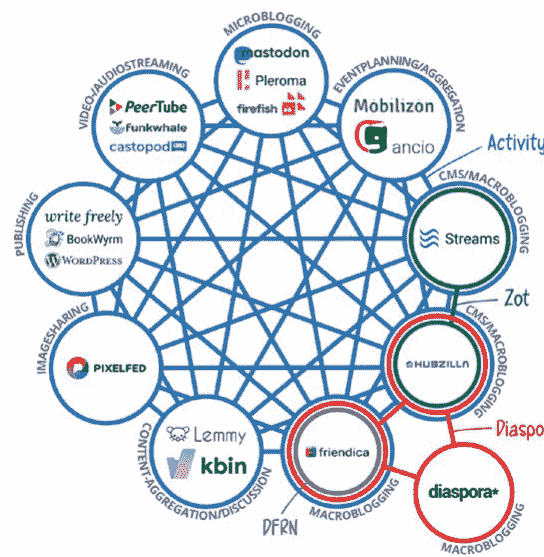 MICROBLOGGING
mastodon
Pleroma
firefish
EVENTPLANNING/AGGREGATION
Mobilizon
gancio
VIDEO-/AUDIOSTREAMING
PeerTube
funkwhale
castopod
Activity
CMS/MACROBLOGGING
Streams
PUBLISHING
write freely
BookWyrm
WORDPRESS
Zot
CMS/MACROBLOGGING
HUBZILLA
IMAGESHARING
PIXELFED
Diaspo
CONTENT-AGGREGATION/DISCUSSION
Lemmy
kbin
friendica
MACROBLOGGING
DFRN
diaspora*
MACROBLOGGING